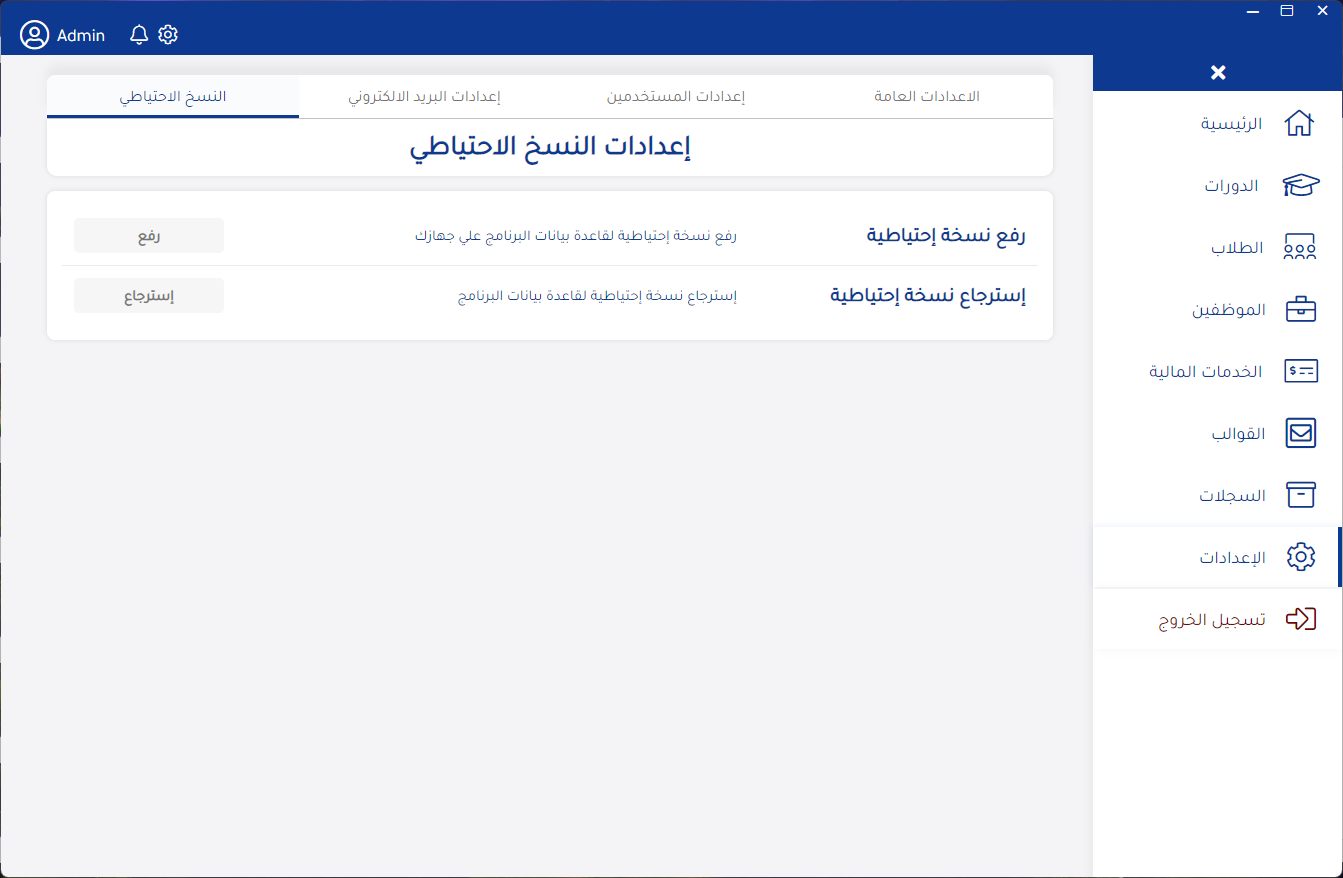 Admin
الرئيسية
الدورات
الطلاب
الموظفين
الخدمات المالية
القوالب
السجلات
الإعدادات
تسجيل الخروج
الاعدادات العامة
إعدادات المستخدمين
إعدادات البريد الالكتروني
النسخ الاحتياطي
إعدادات النسخ الاحتياطي
رفع نسخة إحتياطية
رفع نسخة إحتياطية لقاعدة بيانات البرنامج علي جهازك
رفع
إسترجاع نسخة إحتياطية
إسترجاع نسخة إحتياطية لقاعدة بيانات البرنامج
إسترجاع